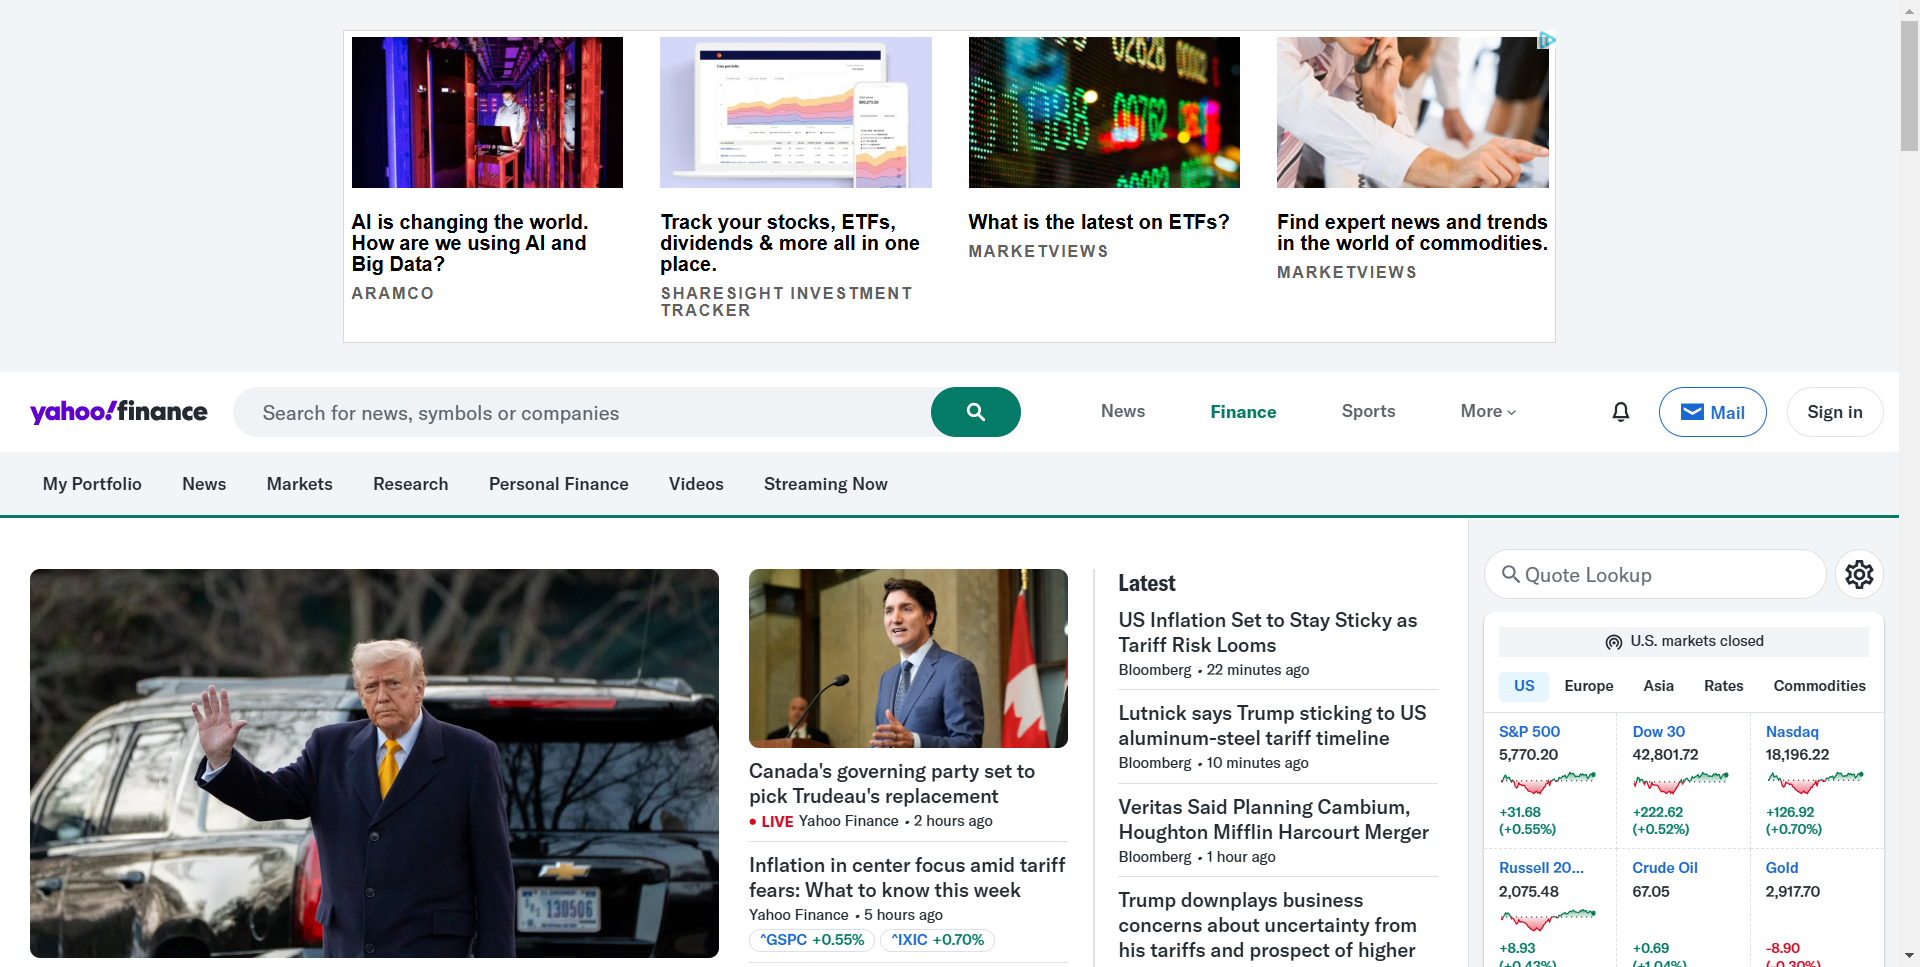 AI is changing the world.
How are we using AI and
Big Data?
ARAMCO
Track your stocks, ETFs,
dividends & more all in one
place.
SHARESIGHT INVESTMENT
TRACKER
What is the latest on ETFs?
MARKETVIEWS
Find expert news and trends
in the world of commodities.
MARKETVIEWS
yahoo!finance
Search for news, symbols or companies
News
Finance
Sports
More
Mail
Sign in
My Portfolio
News
Markets
Research
Personal Finance
Videos
Streaming Now
130506
Canada's governing party set to
pick Trudeau's replacement
• LIVE Yahoo Finance • 2 hours ago
Inflation in center focus amid tariff
fears: What to know this week
Yahoo Finance • 5 hours ago
^GSPC +0.55%
^IXIC +0.70%
Latest
US Inflation Set to Stay Sticky as
Tariff Risk Looms
Bloomberg • 22 minutes ago
Lutnick says Trump sticking to US
aluminum-steel tariff timeline
Bloomberg • 10 minutes ago
Veritas Said Planning Cambium,
Houghton Mifflin Harcourt Merger
Bloomberg • 1 hour ago
Trump downplays business
concerns about uncertainty from
his tariffs and prospect of higher
Quote Lookup
U.S. markets closed
US
Europe
Asia
Rates
Commodities
S&P 500
5,770.20
+31.68
(+0.55%)
Dow 30
42,801.72
+222.62
(+0.52%)
Nasdaq
18,196.22
+126.92
(+0.70%)
Russell 20...
2,075.48
+8.93
(+0.43%)
Crude Oil
67.05
+0.69
(+1.04%)
Gold
2,917.70
-8.90
(-0.30%)